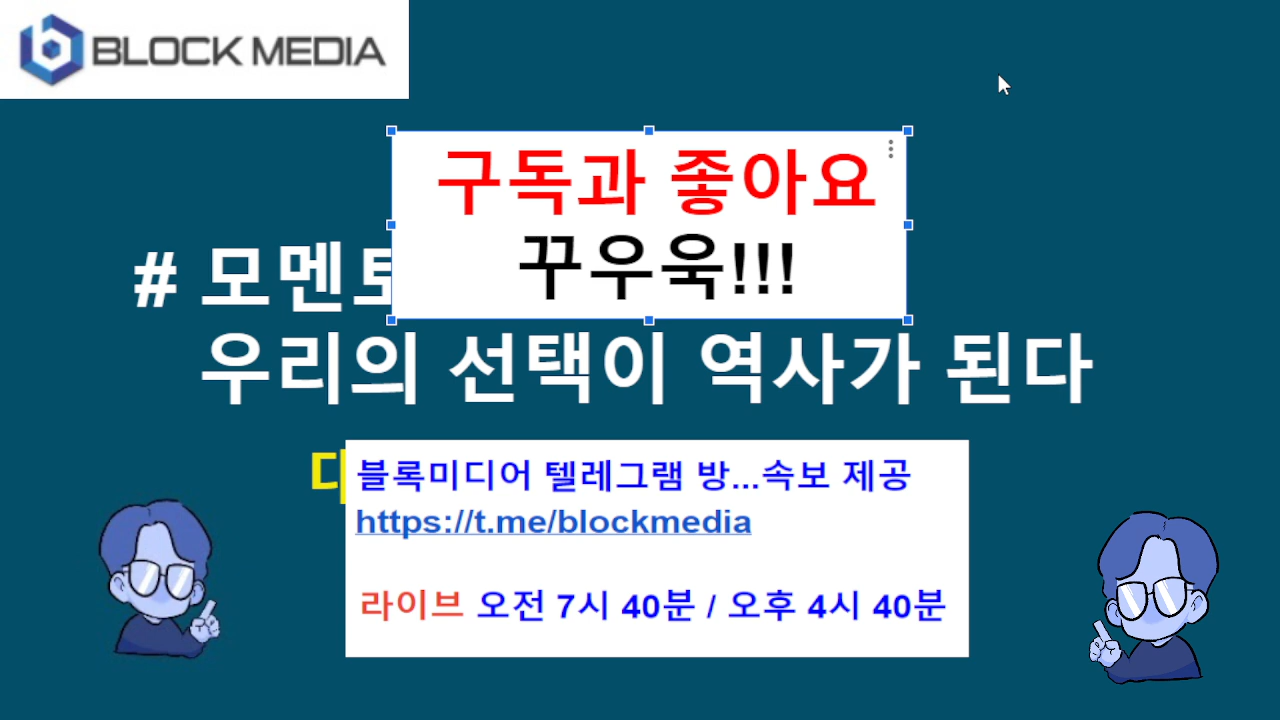 BLOCK MEDIA
구독과 좋아요
꾸우욱!!!
# 모멘
우리의 선택이 역사가 된다
블록미디어 텔레그램 방...속보 제공
https://t.me/blockmedia
라이브 오전 7시 40분 / 오후 4시 40분